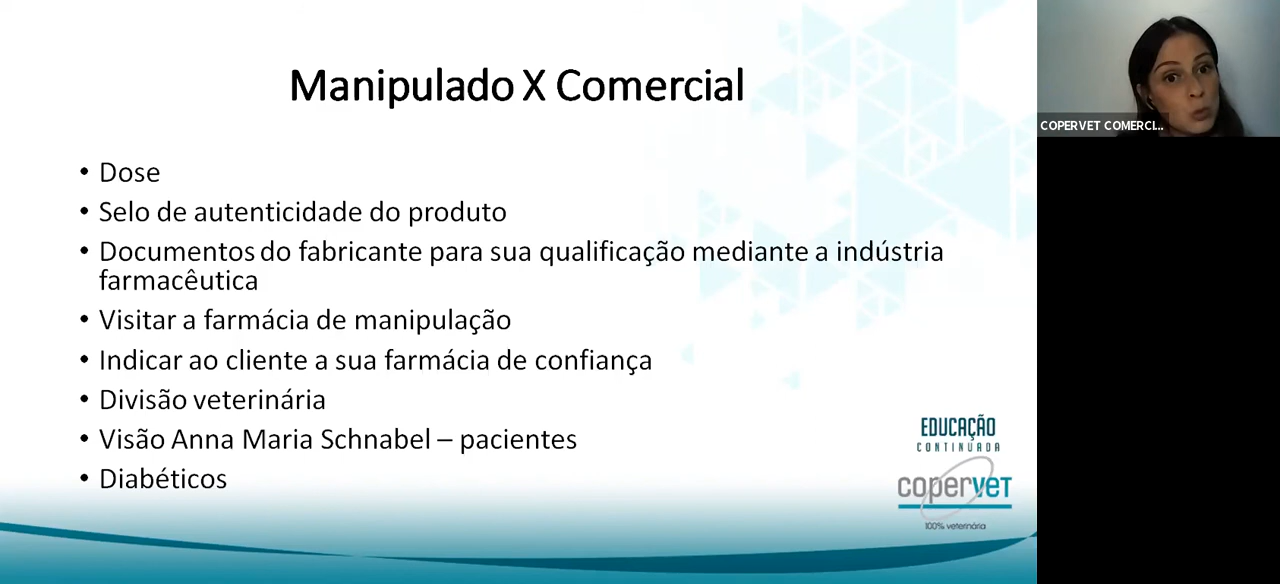 Manipulado X Comercial
• Dose
• Selo de autenticidade do produto
• Documentos do fabricante para sua qualificação mediante a indústria
farmacêutica
• Visitar a farmácia de manipulação
• Indicar ao cliente a sua farmácia de confiança
• Divisão veterinária
• Visão Anna Maria Schnabel – pacientes
• Diabéticos
EDUCAÇÃO
CONTINUADA
copervet
100% veterinária
COPERVET COMERCI...